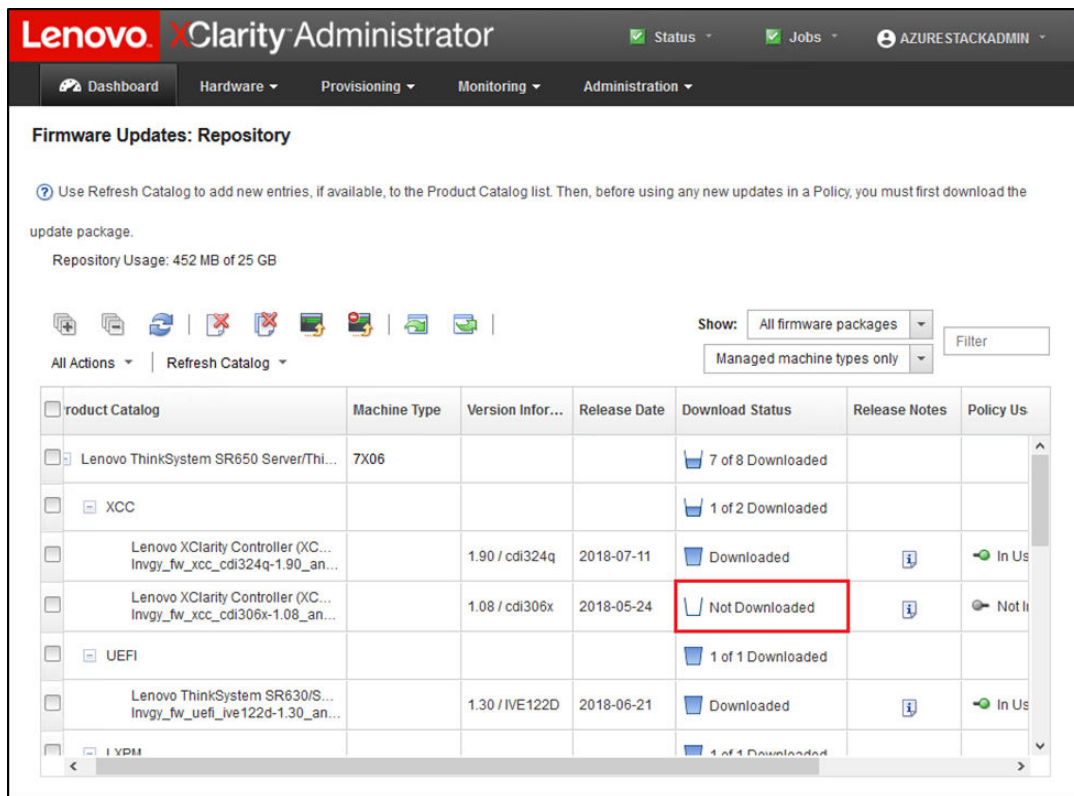 Lenovo XClarity Administrator
Status
Jobs
AZURESTACKADMIN
Dashboard
Hardware
Provisioning
Monitoring
Administration
Firmware Updates: Repository
Use Refresh Catalog to add new entries, if available, to the Product Catalog list. Then, before using any new updates in a Policy, you must first download the
update package.
Repository Usage: 452 MB of 25 GB
Show: All firmware packages
Filter
All Actions
Refresh Catalog
Managed machine types only
roduct Catalog Machine Type Version Infor... Release Date Download Status Release Notes Policy Us
Lenovo ThinkSystem SR650 Server/Thi... 7X06 7 of 8 Downloaded
XCC 1 of 2 Downloaded
Lenovo XClarity Controller (XC... 1.90 / cdi324q 2018-07-11 Downloaded In Us
lnvgy_fw_xcc_cdi324q-1.90_an...
Lenovo XClarity Controller (XC... 1.08 / cdi306x 2018-05-24 Not Downloaded Not I
lnvgy_fw_xcc_cdi306x-1.08_an...
UEFI 1 of 1 Downloaded
Lenovo ThinkSystem SR630/S... 1.30 / IVE122D 2018-06-21 Downloaded In Us
lnvgy_fw_uefi_ive122d-1.30_an...
LXPM 1 of 1 Downloaded